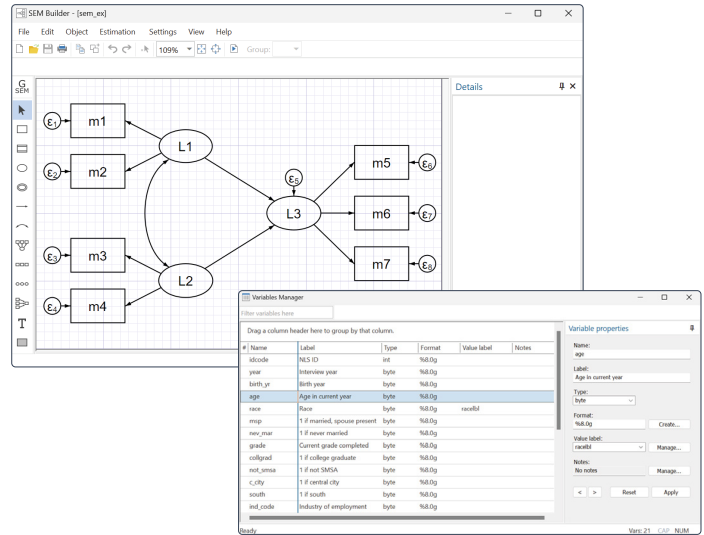 SEM Builder - [sem_ex]
File Edit Object Estimation Settings View Help
109% Group:
Details
G
SEM
ε1 m1
L1
ε2 m2
m5 ε6
ε5
L3 m6 ε7
ε3 m3
m7 ε8
L2
ε4 m4
T
Variables Manager
Filter variables here
Drag a column header here to group by that column.
# Name Label Type Format Value label Notes
idcode NLS ID int %8.0g
year Interview year byte %8.0g
birth_yr Birth year byte %8.0g
age Age in current year byte %8.0g
race Race byte %8.0g racelbl
msp 1 if married, spouse present byte %8.0g
nev_mar 1 if never married byte %8.0g
grade Current grade completed byte %8.0g
collgrad 1 if college graduate byte %8.0g
not_smsa 1 if not SMSA byte %8.0g
c_city 1 if central city byte %8.0g
south 1 if south byte %8.0g
ind_code Industry of employment byte %8.0g
Variable properties
Name:
age
Label:
Age in current year
Type:
byte
Format:
%8.0g Create...
Value label:
racelbl Manage...
Notes:
No notes Manage...
< > Reset Apply
Ready Vars: 21 CAP NUM